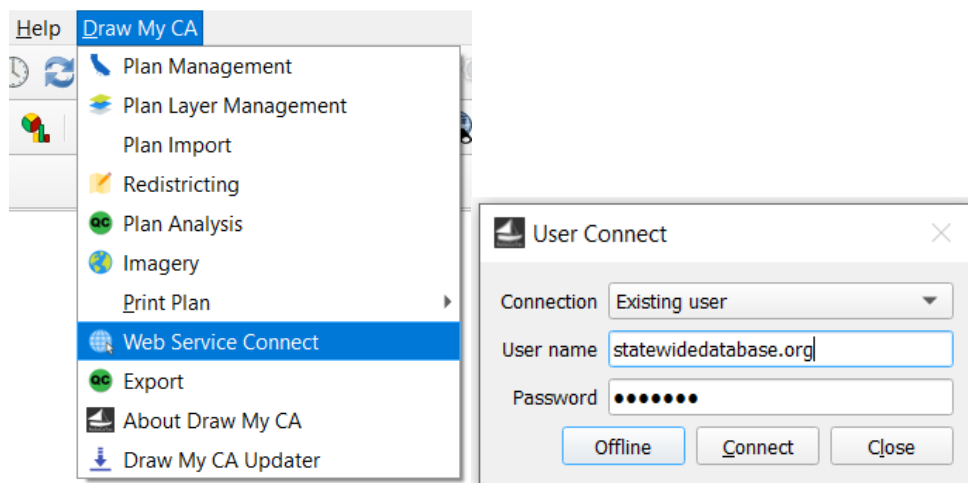 Help Draw My CA
Plan Management
Plan Layer Management
Plan Import
Redistricting
QC Plan Analysis
Imagery
Print Plan
Web Service Connect
QC Export
About Draw My CA
Draw My CA Updater
User Connect
Connection Existing user
User name statewidedatabase.org
Password ●●●●●●●
Offline Connect Close